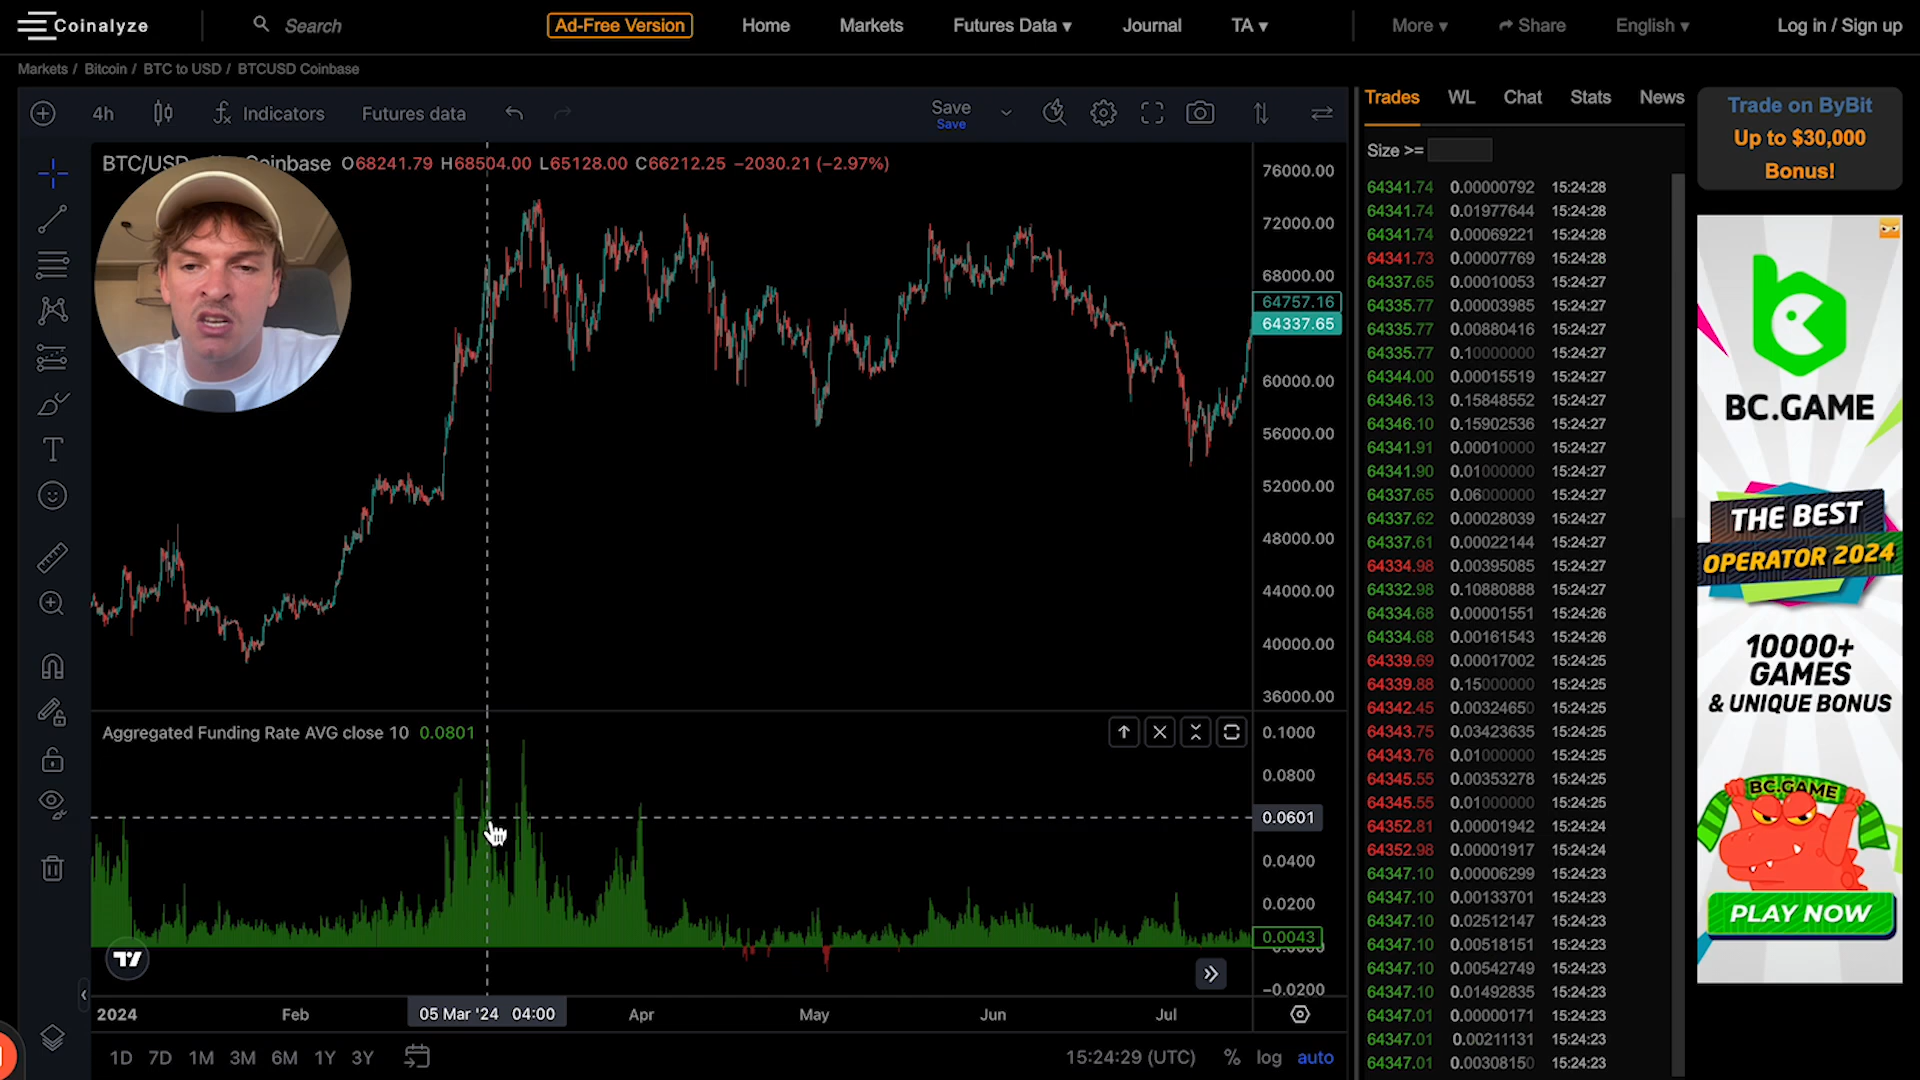 Coinalyze
Search
Ad-Free Version
Home
Markets
Futures Data ▾
Journal
TA ▾
More ▾
Share
English ▾
Log in / Sign up
Markets / Bitcoin / BTC to USD / BTCUSD Coinbase
4h
Indicators
Futures data
Save
Save
BTC/USD Coinbase O68241.79 H68504.00 L65128.00 C66212.25 −2030.21 (−2.97%)
76000.00
72000.00
68000.00
64757.16
64337.65
60000.00
56000.00
52000.00
48000.00
44000.00
40000.00
36000.00
Aggregated Funding Rate AVG close 10 0.0801
0.1000
0.0800
0.0601
0.0400
0.0200
0.0043
−0.0200
2024
Feb
05 Mar '24 04:00
Apr
May
Jun
Jul
1D 7D 1M 3M 6M 1Y 3Y
15:24:29 (UTC) % log auto
Trades WL Chat Stats News
Size >=
64341.74 0.00000792 15:24:28
64341.74 0.01977644 15:24:28
64341.74 0.00069221 15:24:28
64341.73 0.00007769 15:24:28
64337.65 0.00010053 15:24:27
64335.77 0.00003985 15:24:27
64335.77 0.00880416 15:24:27
64335.77 0.10000000 15:24:27
64344.00 0.00015519 15:24:27
64346.13 0.15848552 15:24:27
64346.10 0.15902536 15:24:27
64341.91 0.00010000 15:24:27
64341.90 0.01000000 15:24:27
64337.65 0.06000000 15:24:27
64337.62 0.00028039 15:24:27
64337.61 0.00022144 15:24:27
64334.98 0.00395085 15:24:27
64332.98 0.10880888 15:24:27
64334.68 0.00001551 15:24:26
64334.68 0.00161543 15:24:26
64339.69 0.00017002 15:24:25
64339.88 0.15000000 15:24:25
64342.45 0.00324650 15:24:25
64343.75 0.03423635 15:24:25
64343.76 0.01000000 15:24:25
64345.55 0.00353278 15:24:25
64345.55 0.01000000 15:24:25
64352.81 0.00001942 15:24:24
64352.98 0.00001917 15:24:24
64347.10 0.00006299 15:24:23
64347.10 0.00133701 15:24:23
64347.10 0.02512147 15:24:23
64347.10 0.00518151 15:24:23
64347.10 0.00542749 15:24:23
64347.10 0.01492835 15:24:23
64347.01 0.00000171 15:24:23
64347.01 0.00211131 15:24:23
64347.01 0.00308150 15:24:23
Trade on ByBit
Up to $30,000
Bonus!
BC.GAME
THE BEST
OPERATOR 2024
10000+
GAMES
& UNIQUE BONUS
BC.GAME
PLAY NOW